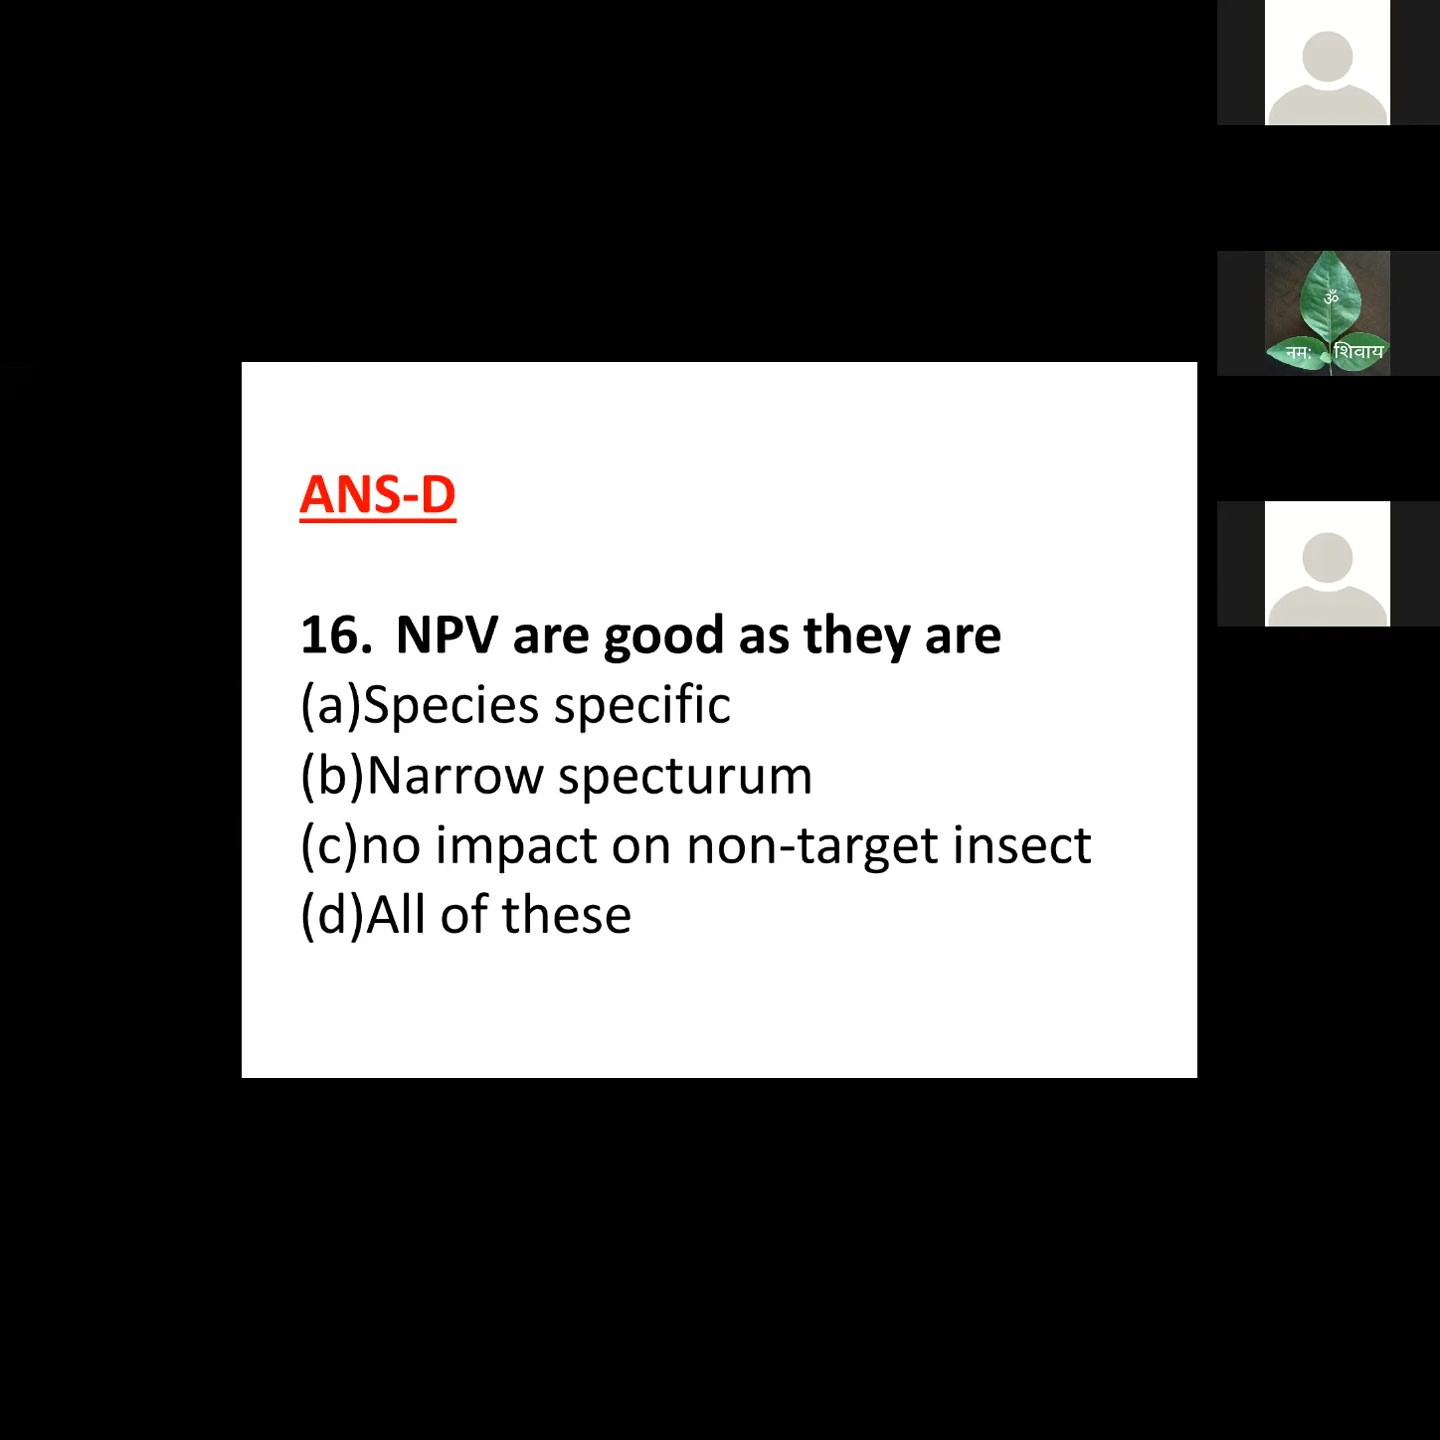 ANS-D
16. NPV are good as they are
(a)Species specific
(b)Narrow specturum
(c)no impact on non-target insect
(d)All of these
ॐ
नम: शिवाय